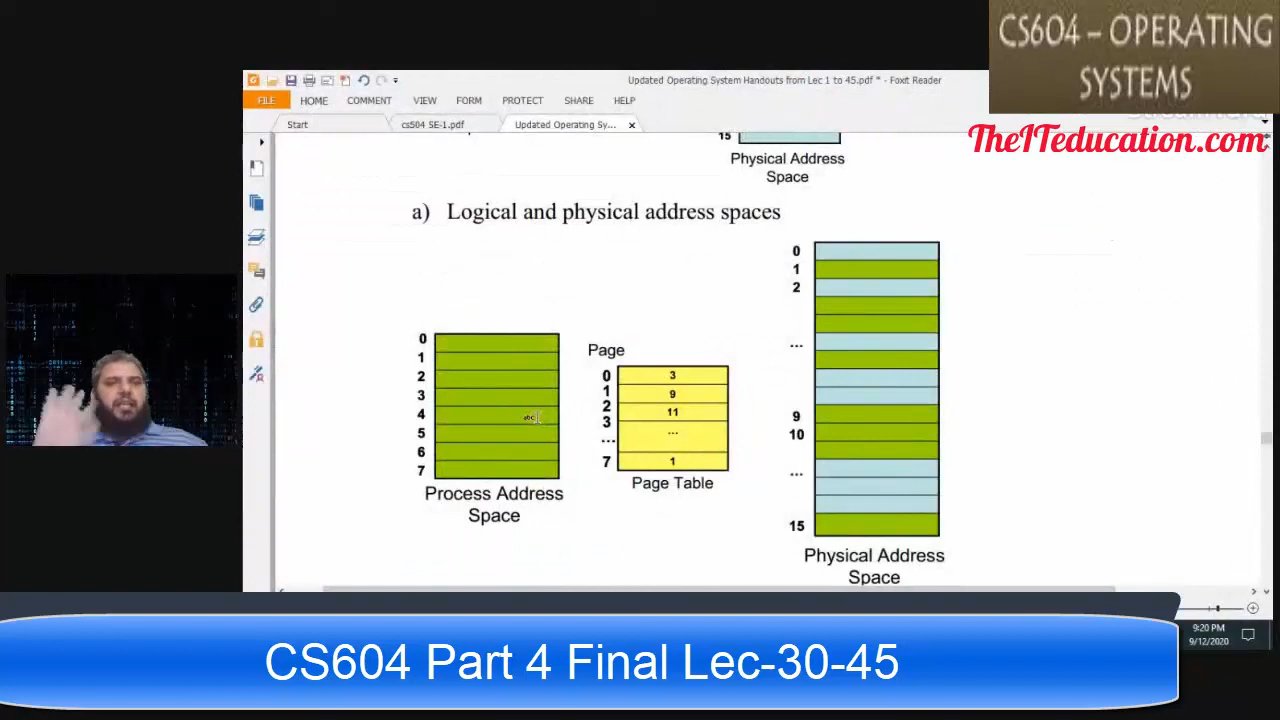 CS604 – OPERATING
SYSTEMS
TheITeducation.com
Updated Operating System Handouts from Lec 1 to 45.pdf * - Foxit Reader
FILE HOME COMMENT VIEW FORM PROTECT SHARE HELP
Start cs504 SE-1.pdf Updated Operating Sy... ×
15
Physical Address
Space
a) Logical and physical address spaces
0
1
2
...
9
10
...
15
Physical Address
Space
0
1
2
3
4 abc
5
6
7
Process Address
Space
Page
0 3
1 9
2 11
3
... ...
7 1
Page Table
9:20 PM
9/12/2020
CS604 Part 4 Final Lec-30-45